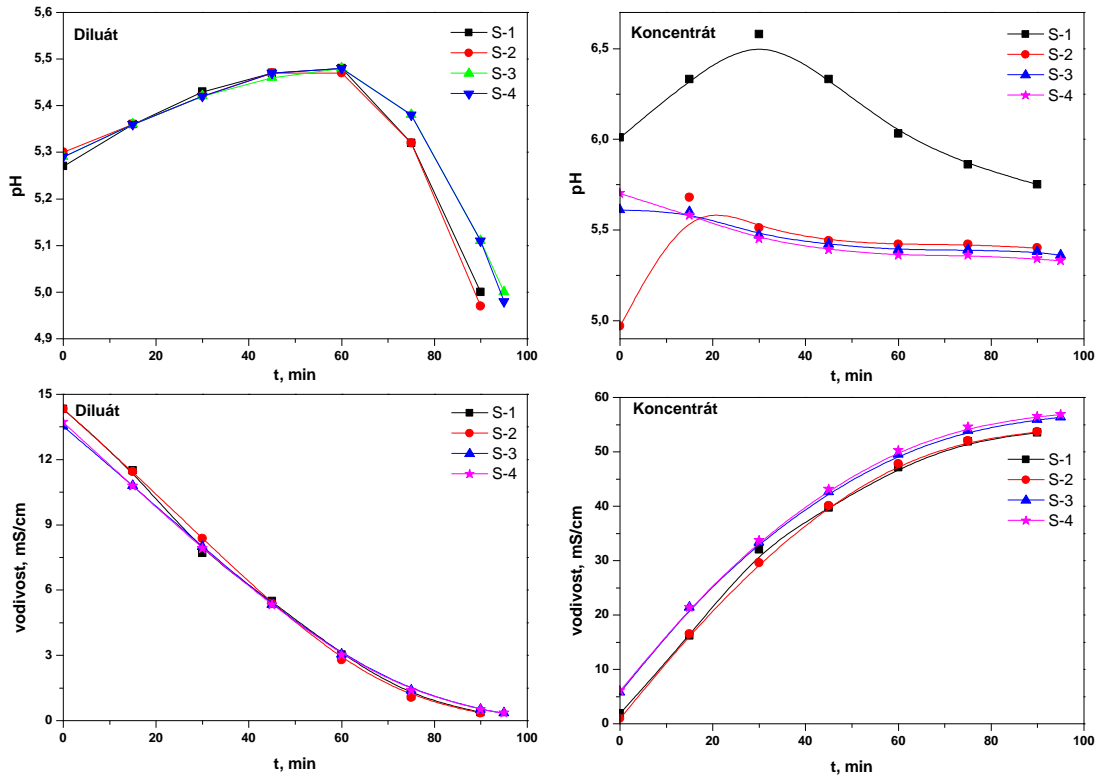 Diluát
S-1
S-2
S-3
S-4
pH
5,6
5,5
5,4
5,3
5,2
5,1
5,0
4,9
0 20 40 60 80 100
t, min
Koncentrát
S-1
S-2
S-3
S-4
pH
6,5
6,0
5,5
5,0
0 20 40 60 80 100
t, min
Diluát
S-1
S-2
S-3
S-4
vodivost, mS/cm
15
12
9
6
3
0
0 20 40 60 80 100
t, min
Koncentrát
S-1
S-2
S-3
S-4
vodivost, mS/cm
60
50
40
30
20
10
0
0 20 40 60 80 100
t, min